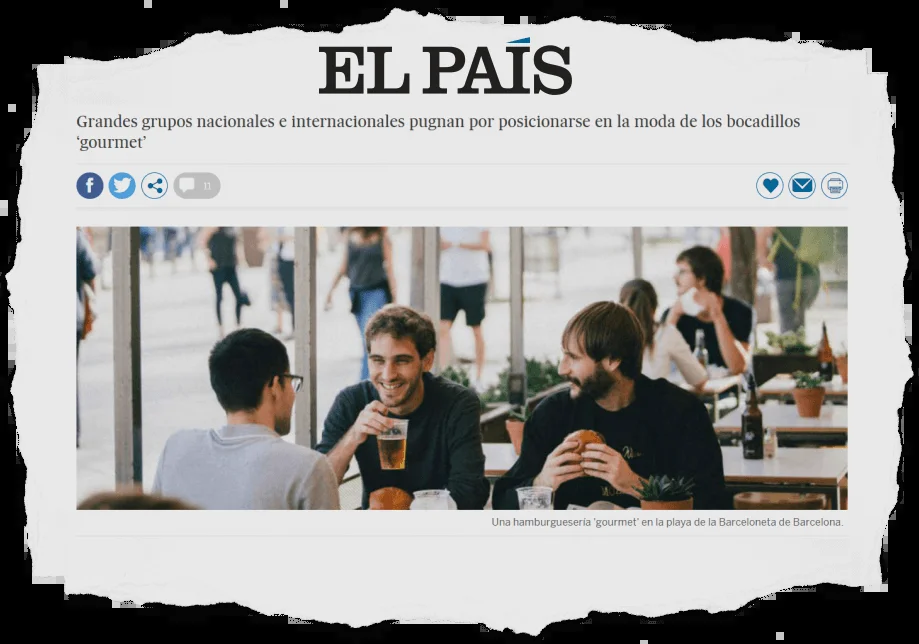 EL PAÍS
Grandes grupos nacionales e internacionales pugnan por posicionarse en la moda de los bocadillos
‘gourmet’
f 11
Una hamburguesería 'gourmet' en la playa de la Barceloneta de Barcelona.